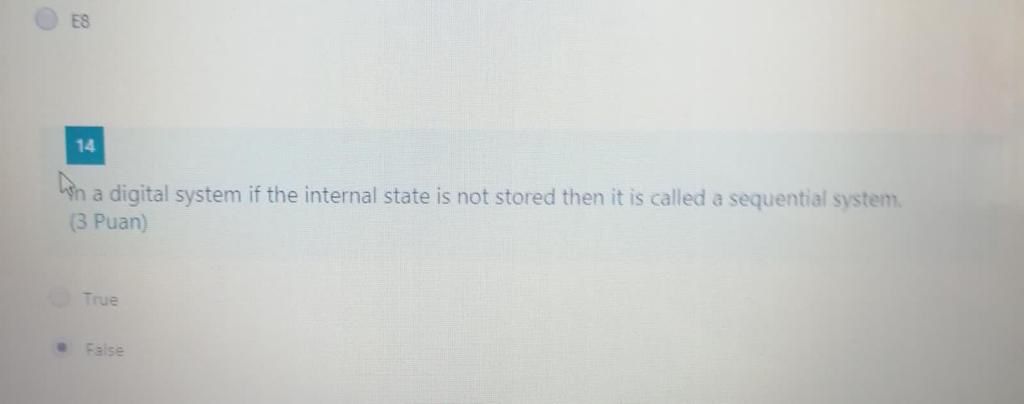 E8
14
In a digital system if the internal state is not stored then it is called a sequential system.
(3 Puan)
True
False